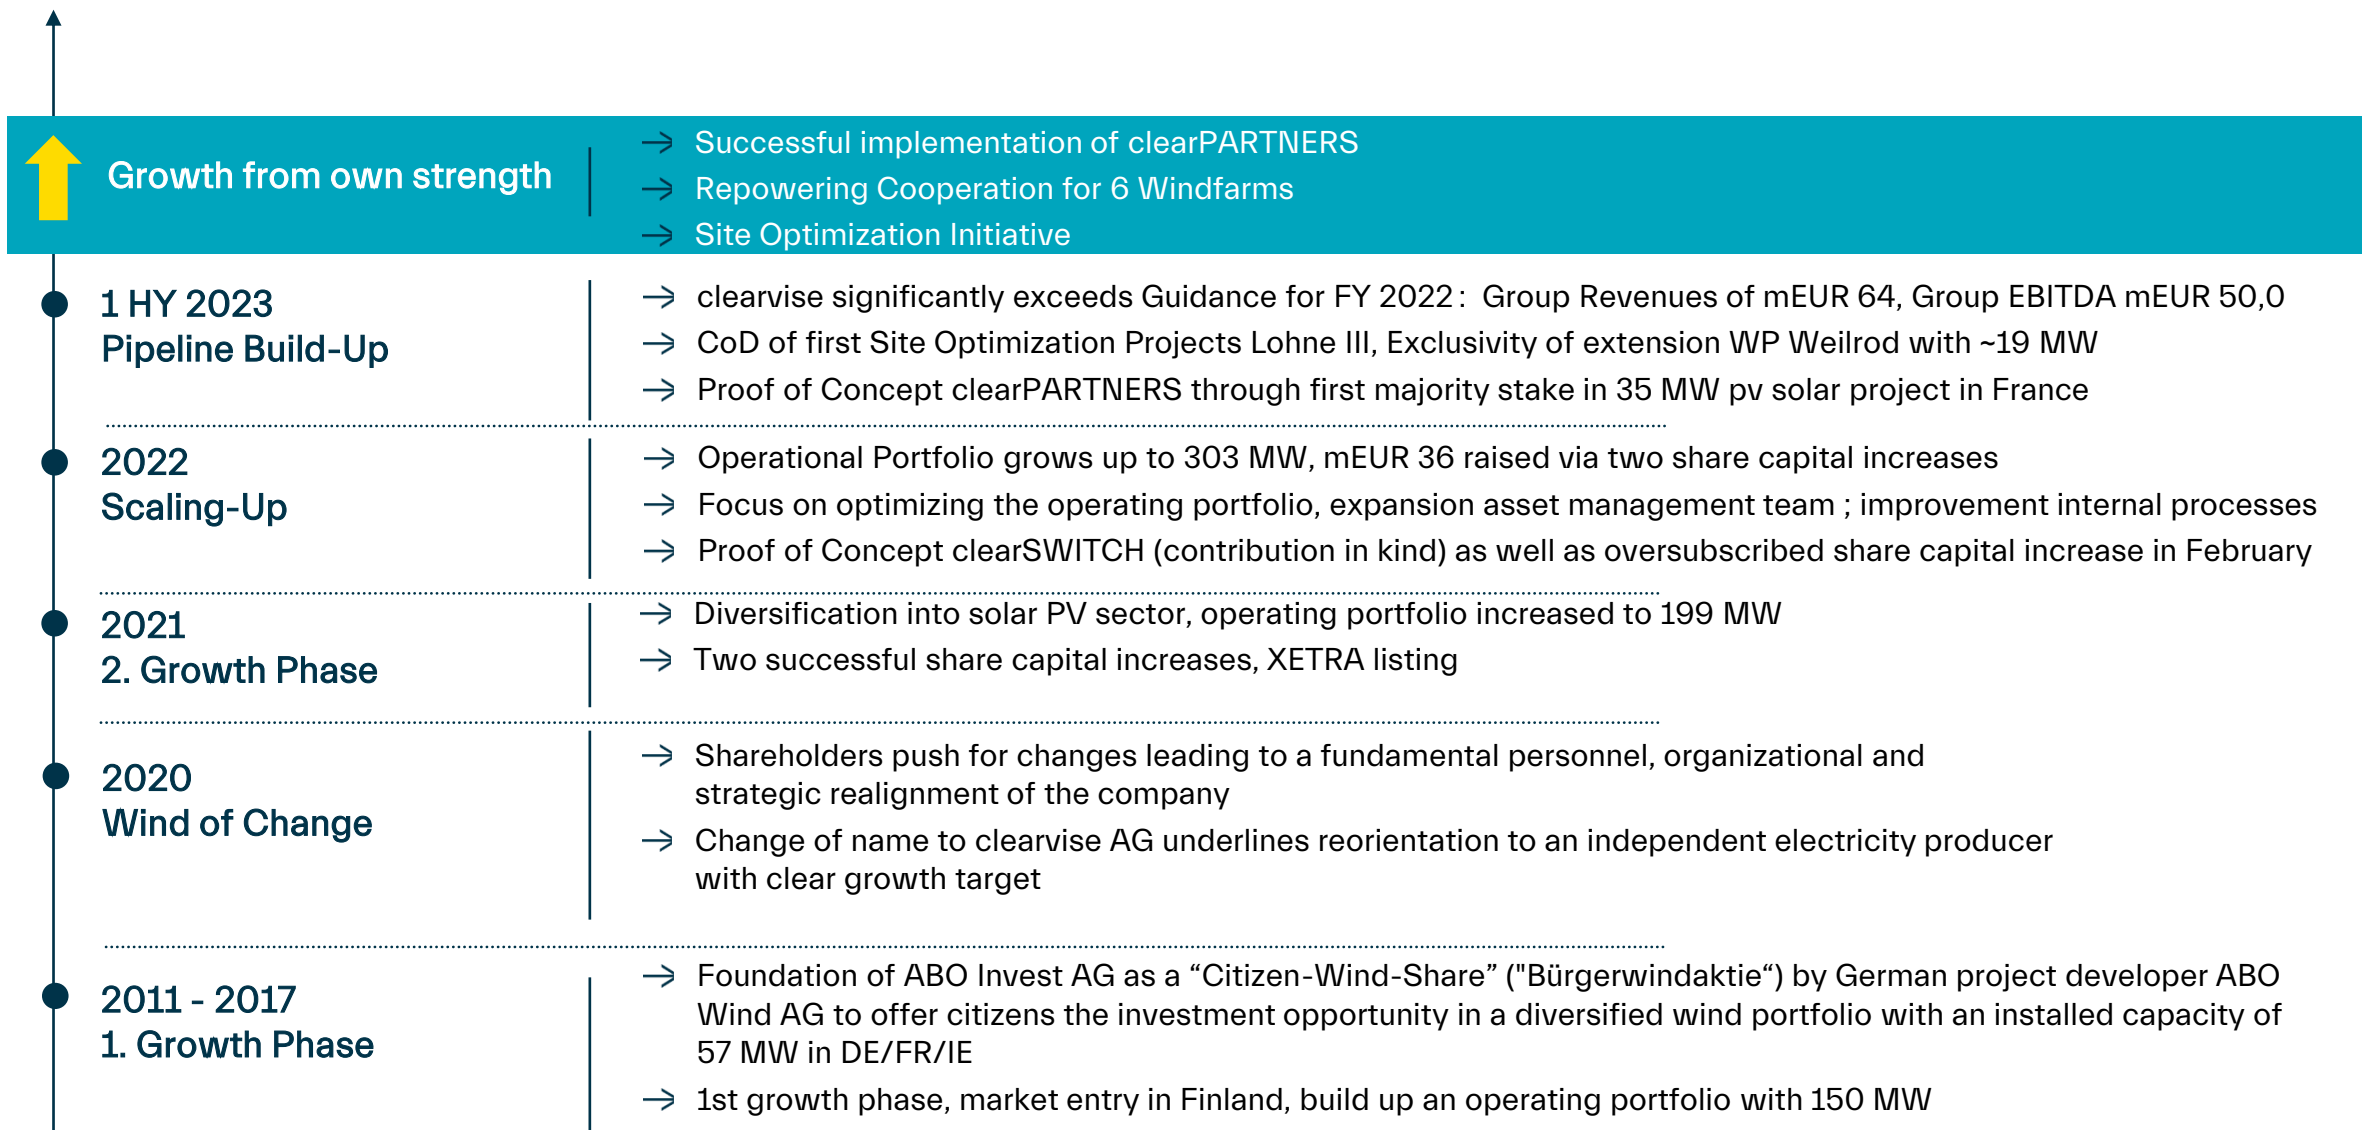 Growth from own strength
Successful implementation of clearPARTNERS
Repowering Cooperation for 6 Windfarms
Site Optimization Initiative
1 HY 2023
Pipeline Build-Up
clearvise significantly exceeds Guidance for FY 2022 : Group Revenues of mEUR 64, Group EBITDA mEUR 50,0
CoD of first Site Optimization Projects Lohne III, Exclusivity of extension WP Weilrod with ~19 MW
Proof of Concept clearPARTNERS through first majority stake in 35 MW pv solar project in France
2022
Scaling-Up
Operational Portfolio grows up to 303 MW, mEUR 36 raised via two share capital increases
Focus on optimizing the operating portfolio, expansion asset management team ; improvement internal processes
Proof of Concept clearSWITCH (contribution in kind) as well as oversubscribed share capital increase in February
2021
2. Growth Phase
Diversification into solar PV sector, operating portfolio increased to 199 MW
Two successful share capital increases, XETRA listing
2020
Wind of Change
Shareholders push for changes leading to a fundamental personnel, organizational and
strategic realignment of the company
Change of name to clearvise AG underlines reorientation to an independent electricity producer
with clear growth target
2011 - 2017
1. Growth Phase
Foundation of ABO Invest AG as a “Citizen-Wind-Share” ("Bürgerwindaktie“) by German project developer ABO
Wind AG to offer citizens the investment opportunity in a diversified wind portfolio with an installed capacity of
57 MW in DE/FR/IE
1st growth phase, market entry in Finland, build up an operating portfolio with 150 MW